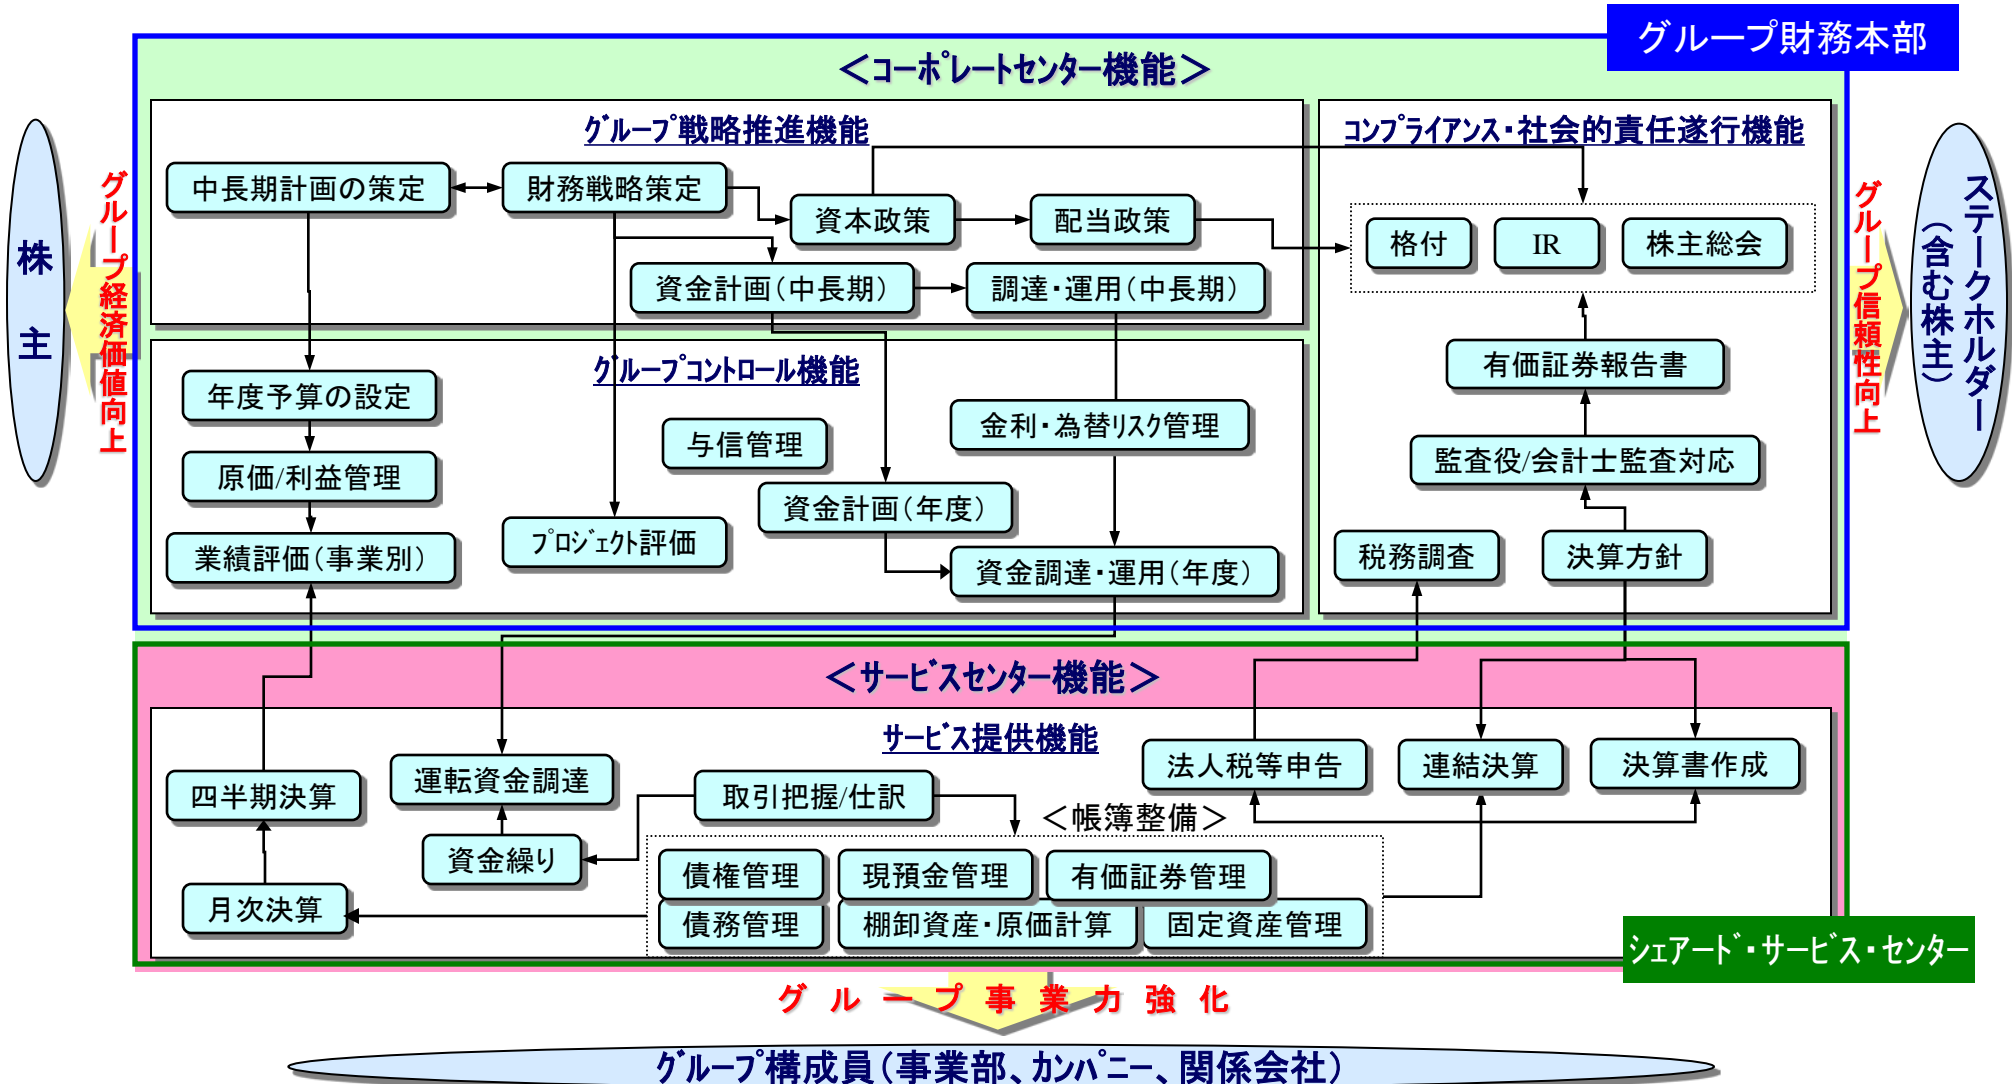 グループ財務本部
＜コーポレートセンター機能＞
グループ戦略推進機能
コンプライアンス・社会的責任遂行機能
中長期計画の策定
財務戦略策定
資本政策
配当政策
格付
IR
株主総会
資金計画（中長期）
調達・運用（中長期）
有価証券報告書
グループコントロール機能
年度予算の設定
与信管理
金利・為替リスク管理
監査役/会計士監査対応
原価/利益管理
資金計画（年度）
プロジェクト評価
業績評価（事業別）
資金調達・運用（年度）
税務調査
決算方針
株主
グループ経済価値向上
グループ信頼性向上
ステークホルダー
（含む株主）
＜サービスセンター機能＞
サービス提供機能
四半期決算
運転資金調達
取引把握/仕訳
法人税等申告
連結決算
決算書作成
＜帳簿整備＞
資金繰り
債権管理
現預金管理
有価証券管理
月次決算
債務管理
棚卸資産・原価計算
固定資産管理
シェアード・サービス・センター
グループ事業力強化
グループ構成員（事業部、カンパニー、関係会社）